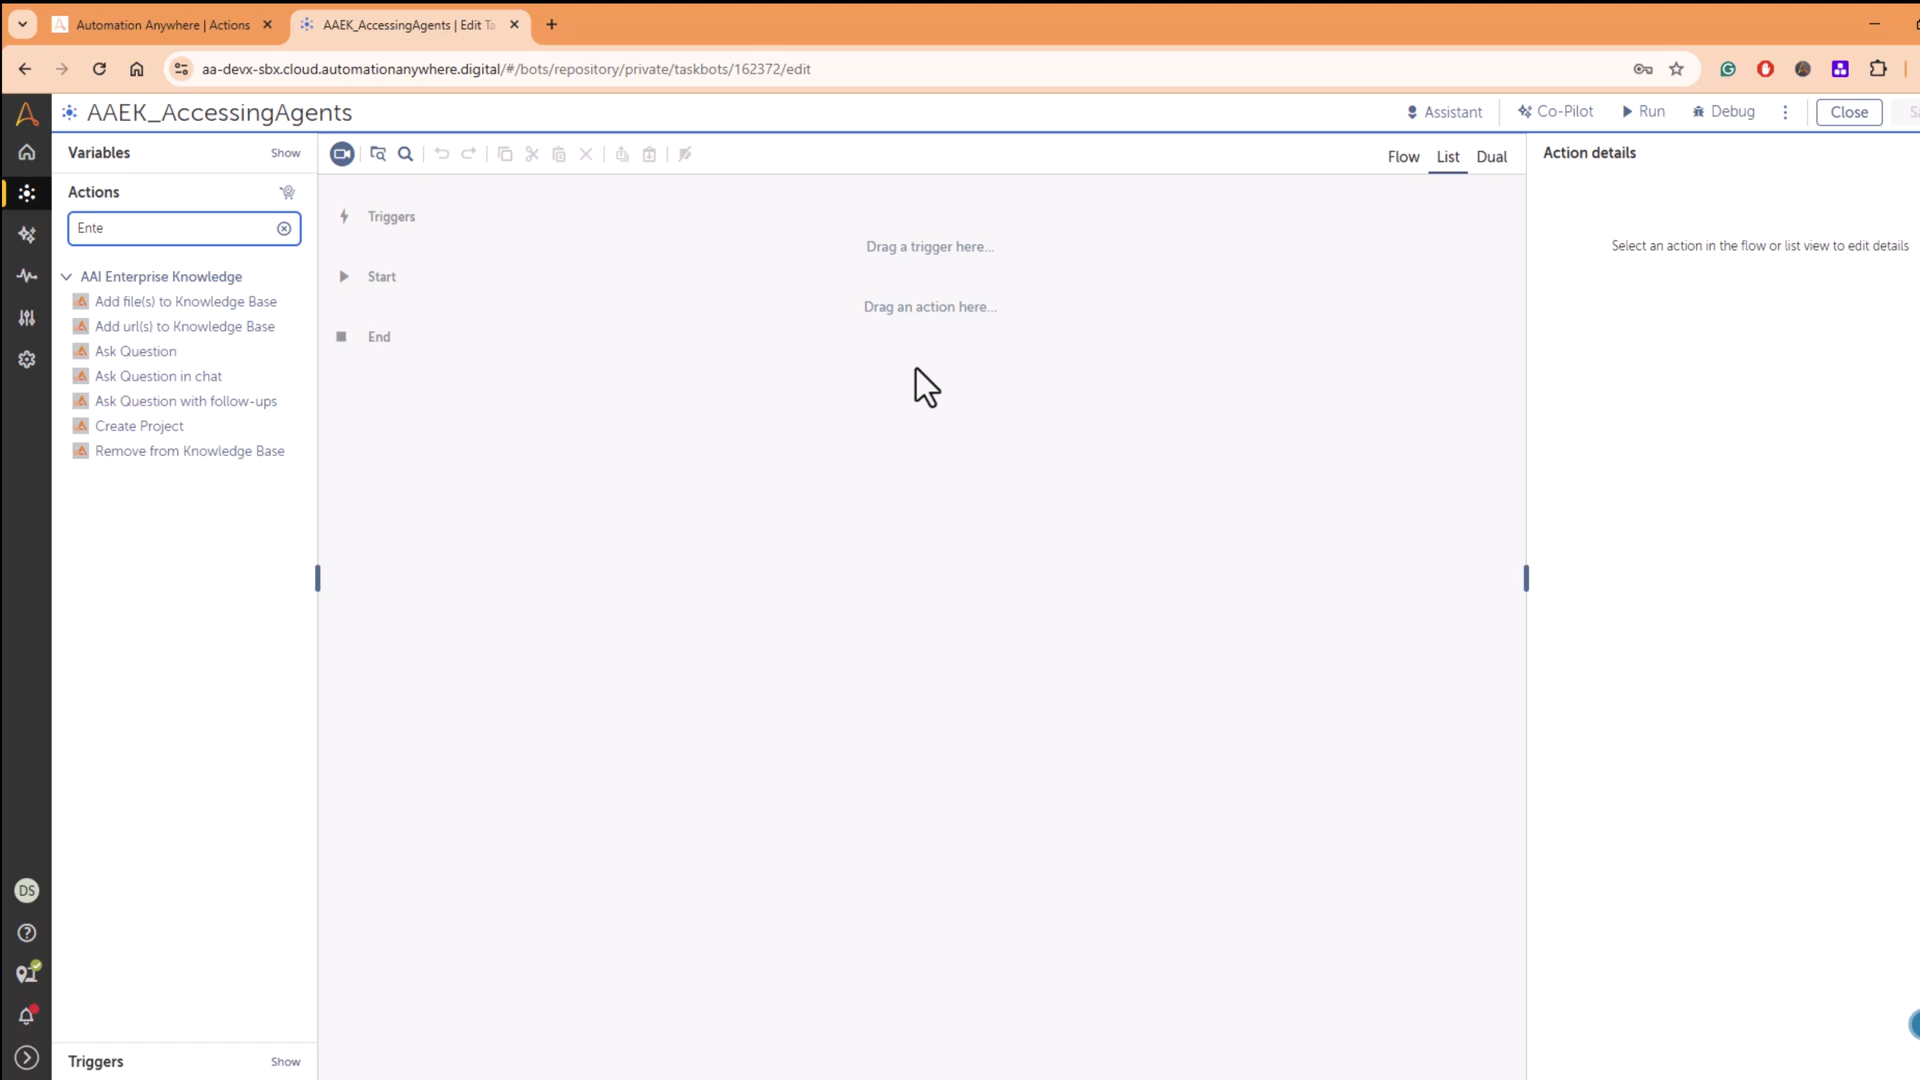 Automation Anywhere | Actions
AAEK_AccessingAgents | Edit Ta
aa-devx-sbx.cloud.automationanywhere.digital/#/bots/repository/private/taskbots/162372/edit
AAEK_AccessingAgents
Assistant
Co-Pilot
Run
Debug
Close
Variables
Show
Flow
List
Dual
Action details
Actions
Ente
Triggers
Drag a trigger here...
Select an action in the flow or list view to edit details
Start
Drag an action here...
End
AAI Enterprise Knowledge
Add file(s) to Knowledge Base
Add url(s) to Knowledge Base
Ask Question
Ask Question in chat
Ask Question with follow-ups
Create Project
Remove from Knowledge Base
DS
Triggers
Show